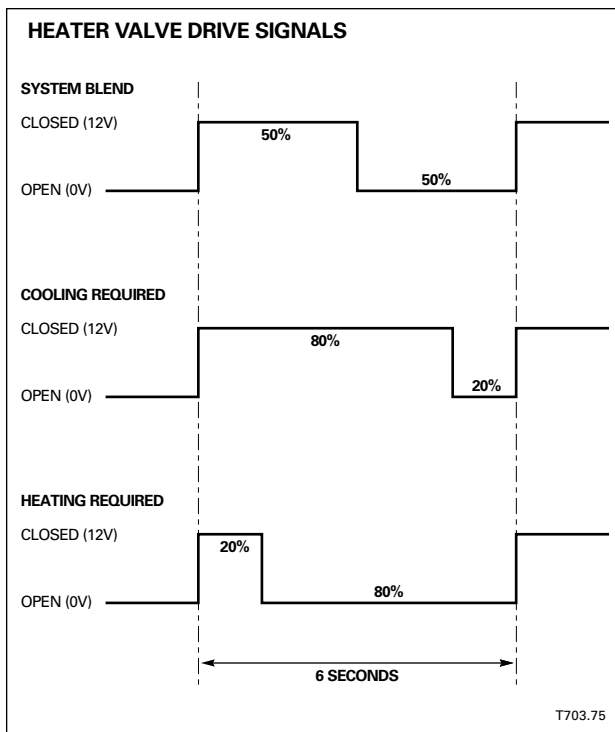 HEATER VALVE DRIVE SIGNALS
SYSTEM BLEND
CLOSED (12V)
50%
OPEN (0V)
50%
COOLING REQUIRED
CLOSED (12V)
80%
OPEN (0V)
20%
HEATING REQUIRED
CLOSED (12V)
20%
OPEN (0V)
80%
6 SECONDS
T703.75